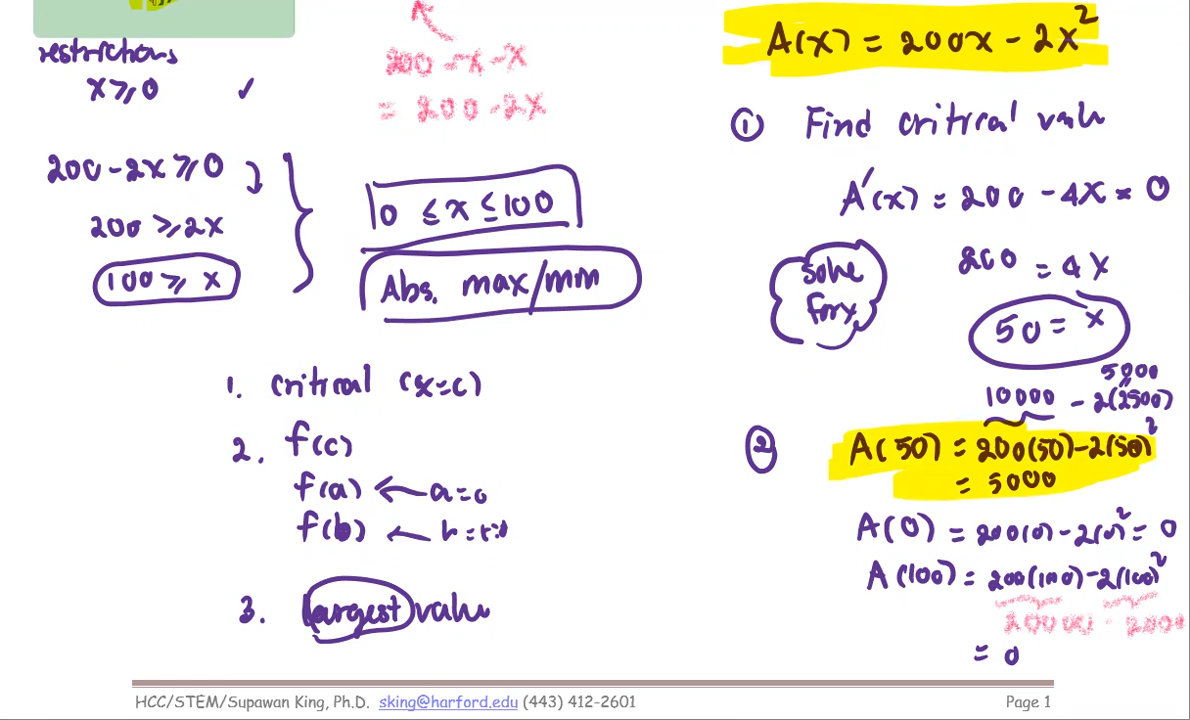 restrictions
x ≥ 0 ✓
200 - 2x ≥ 0
200 ≥ 2x
100 ≥ x
200 - x - x
= 200 - 2x
0 ≤ x ≤ 100
Abs. max/min
1. critical (x=c)
2. f(c)
f(a) ← a=0
f(b) ←
3. largest value
A(x) = 200x - 2x²
① Find critical value
A'(x) = 200 - 4x = 0
solve
for x
200 = 4x
50 = x
5000
10000 - 2(2500)
② A(50) = 200(50)-2(50)²
= 5000
A(0) = 200(0) - 2(0)² = 0
A(100) = 200(100)-2(100)²
20000 -
= 0
HCC/STEM/Supawan King, Ph.D. sking@harford.edu (443) 412-2601
Page 1